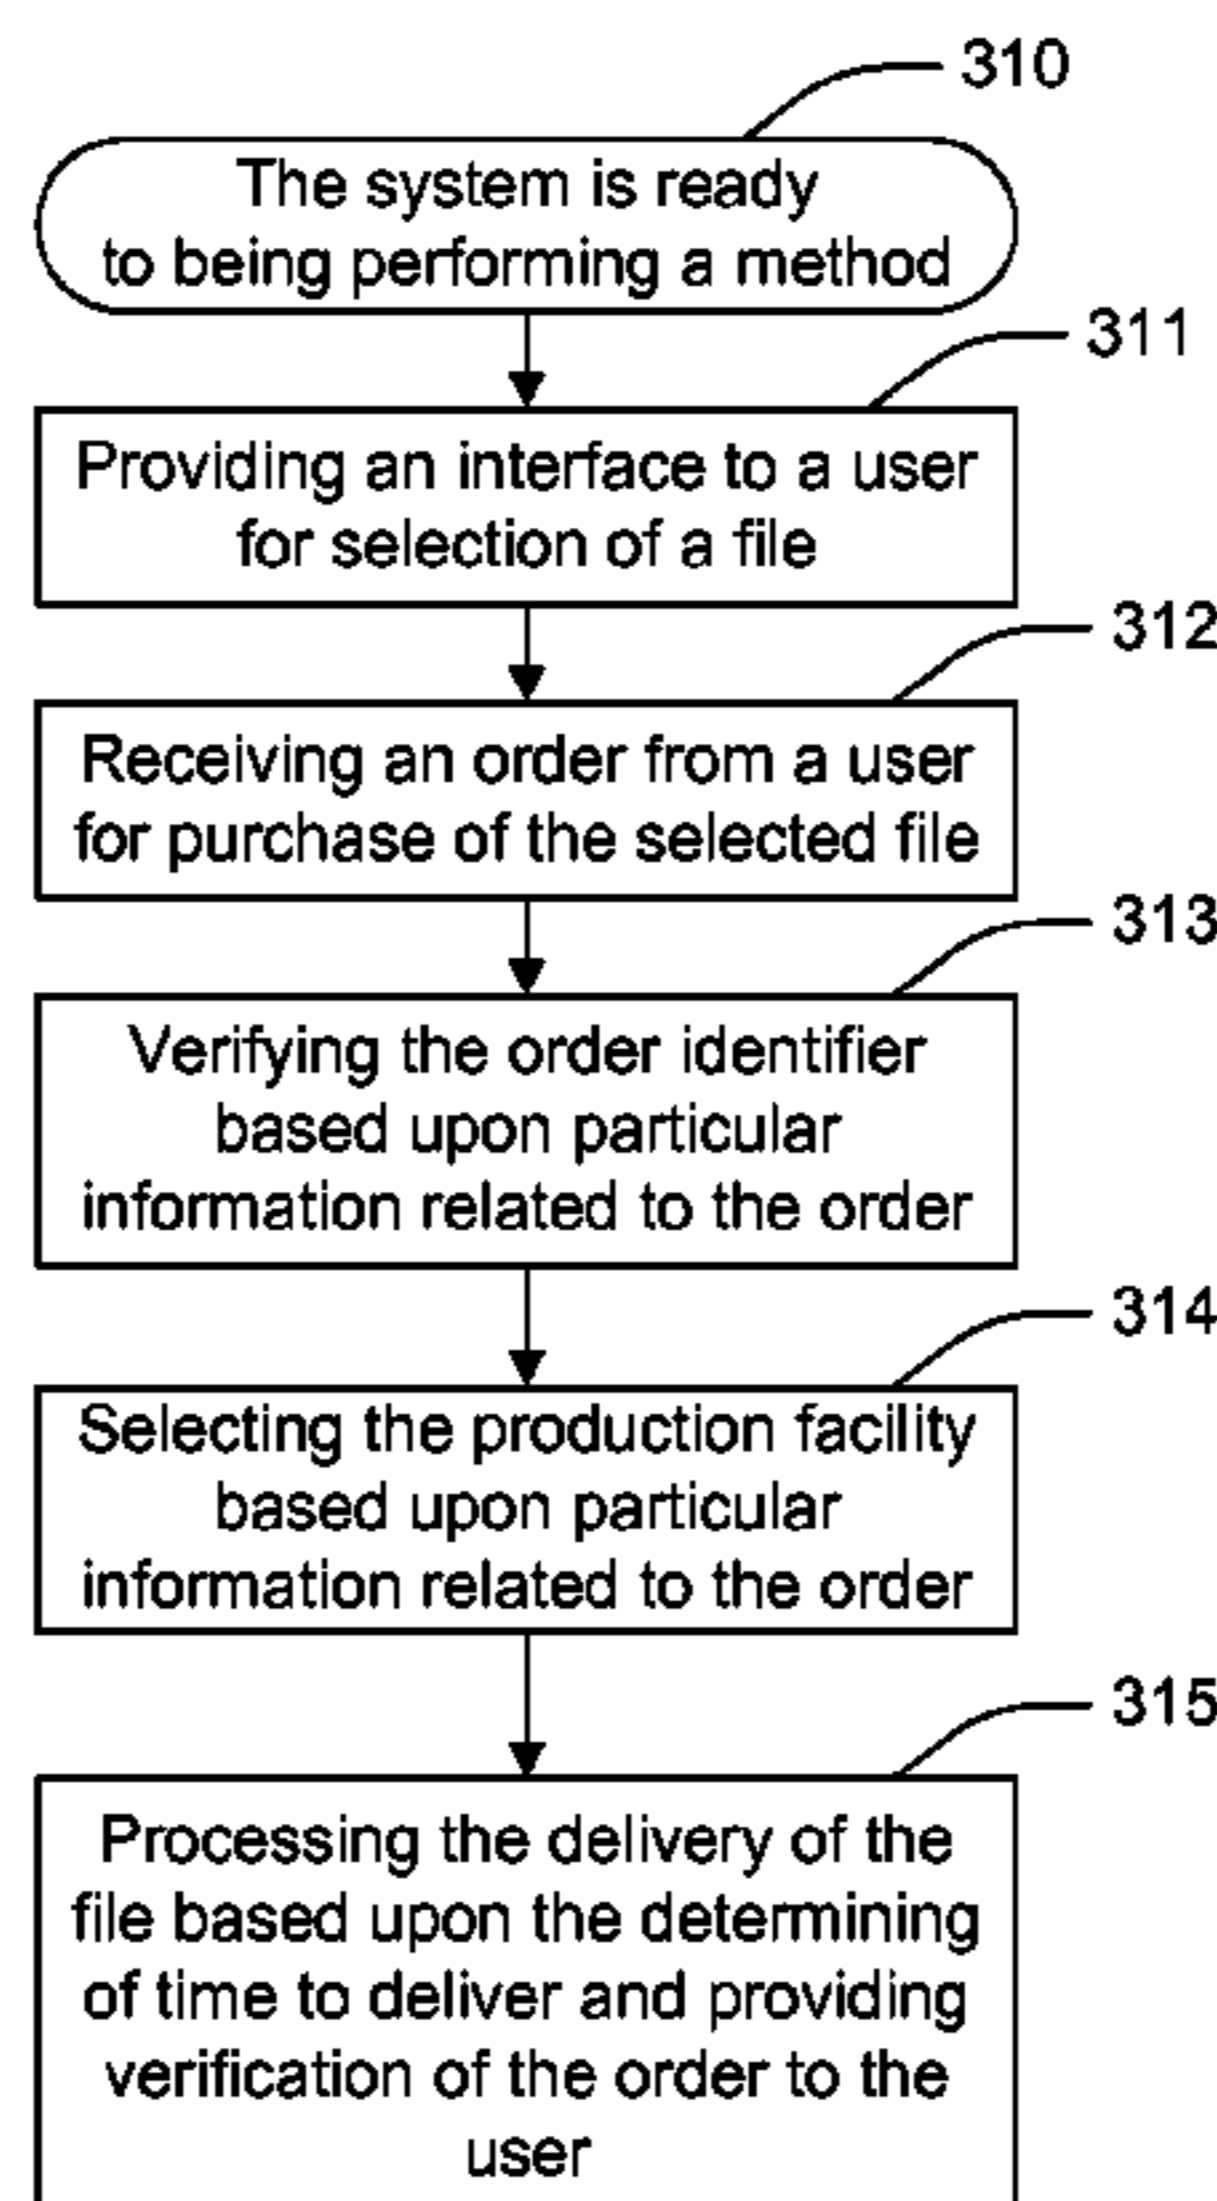 310
The system is ready
to being performing a method
311
Providing an interface to a user
for selection of a file
312
Receiving an order from a user
for purchase of the selected file
313
Verifying the order identifier
based upon particular
information related to the order
314
Selecting the production facility
based upon particular
information related to the order
315
Processing the delivery of the
file based upon the determining
of time to deliver and providing
verification of the order to the
user